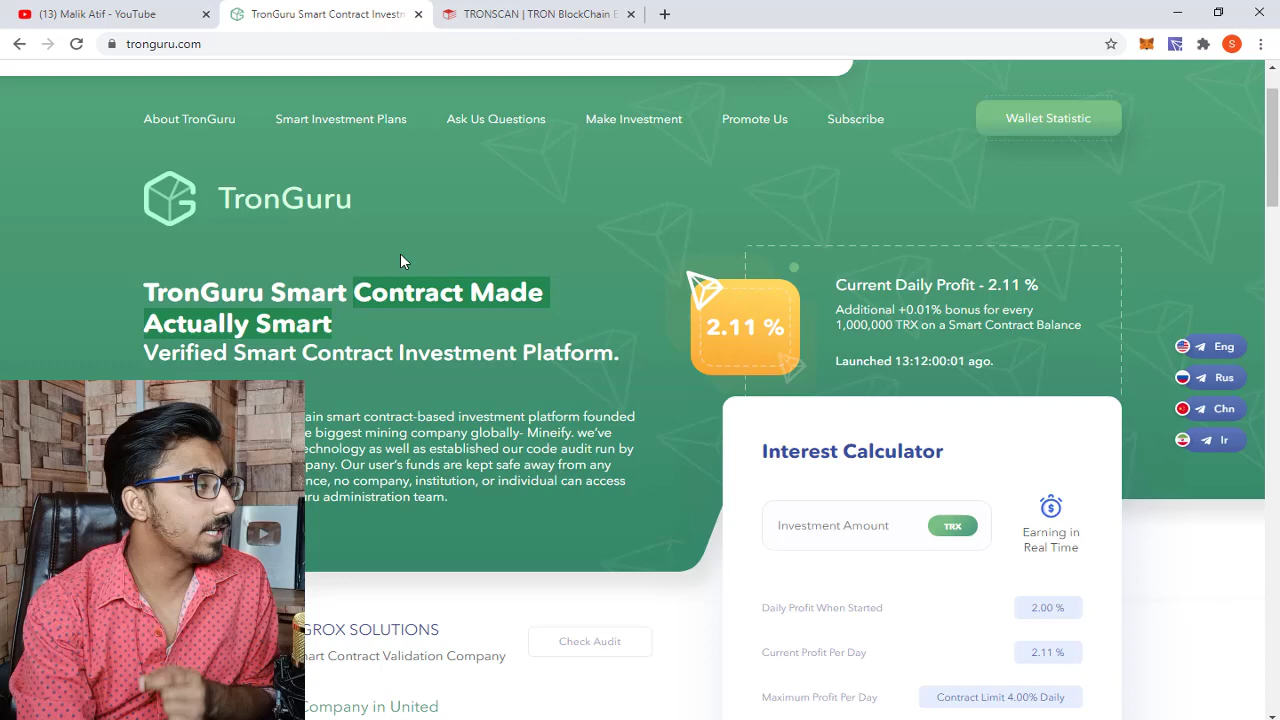 (13) Malik Atif - YouTube
TronGuru Smart Contract Investm
TRONSCAN | TRON BlockChain E
tronguru.com
S
About TronGuru
Smart Investment Plans
Ask Us Questions
Make Investment
Promote Us
Subscribe
Wallet Statistic
TronGuru
TronGuru Smart Contract Made
Actually Smart
Verified Smart Contract Investment Platform.
ain smart contract-based investment platform founded
e biggest mining company globally- Mineify. we've
echnology as well as established our code audit run by
pany. Our user's funds are kept safe away from any
ence, no company, institution, or individual can access
ru administration team.
2.11 %
Current Daily Profit - 2.11 %
Additional +0.01% bonus for every
1,000,000 TRX on a Smart Contract Balance
Launched 13:12:00:01 ago.
Eng
Rus
Chn
Ir
Interest Calculator
Investment Amount
TRX
Earning in
Real Time
Daily Profit When Started
2.00 %
Current Profit Per Day
2.11 %
Maximum Profit Per Day
Contract Limit 4.00% Daily
GROX SOLUTIONS
art Contract Validation Company
Check Audit
Company in United